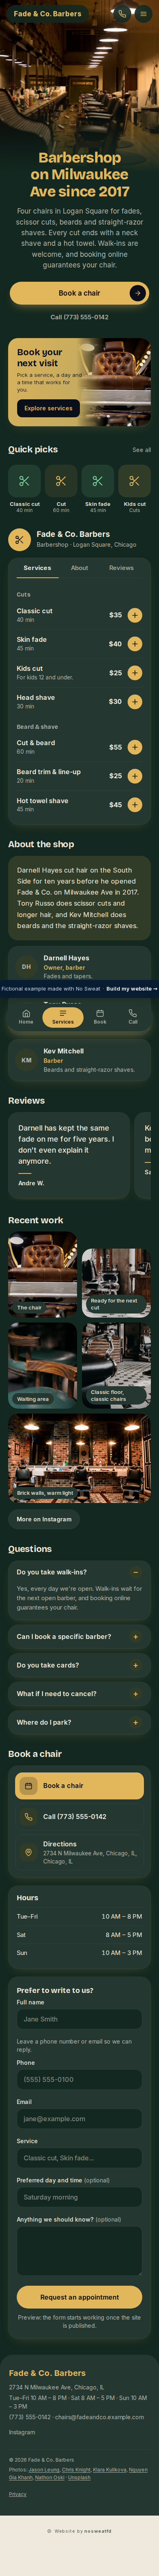 Fade & Co. Barbers
Barbershop
on Milwaukee
Ave since 2017
Four chairs in Logan Square for fades,
scissor cuts, beards and straight-razor
shaves. Every cut ends with a neck
shave and a hot towel. Walk-ins are
welcome, and booking online
guarantees your chair.
Book a chair
Call (773) 555-0142
Book your
next visit
Pick a service, a day and
a time that works for
you.
Explore services
Quick picks
See all
Classic cut
40 min
Cut
60 min
Skin fade
45 min
Kids cut
Cuts
Fade & Co. Barbers
Barbershop · Logan Square, Chicago
Services About Reviews
Cuts
Classic cut
40 min
$35
Skin fade
45 min
$40
Kids cut
For kids 12 and under.
$25
Head shave
30 min
$30
Beard & shave
Cut & beard
60 min
$55
Beard trim & line-up
20 min
$25
Hot towel shave
45 min
$45
About the shop
Darnell Hayes cut hair on the South
Side for ten years before he opened
Fade & Co. on Milwaukee Ave in 2017.
Tony Russo does scissor cuts and
longer hair, and Kev Mitchell does
beards and the straight-razor shaves.
DH
Darnell Hayes
Owner, barber
Fades and tapers.
Fictional example made with No Sweat · Build my website →
Home Services Book Call
KM
Kev Mitchell
Barber
Beards and straight-razor shaves.
Reviews
Darnell has kept the same
fade on me for five years. I
don't even explain it
anymore.
Andre W.
Recent work
The chair
Ready for the next
cut
Waiting area
Classic floor,
classic chairs
Brick walls, warm light
More on Instagram
Questions
Do you take walk-ins?
Yes, every day we're open. Walk-ins wait for
the next open barber, and booking online
guarantees your chair.
Can I book a specific barber?
Do you take cards?
What if I need to cancel?
Where do I park?
Book a chair
Book a chair
Call (773) 555-0142
Directions
2734 N Milwaukee Ave, Chicago, IL,
Chicago, IL
Hours
Tue–Fri 10 AM – 8 PM
Sat 8 AM – 5 PM
Sun 10 AM – 3 PM
Prefer to write to us?
Full name
Jane Smith
Leave a phone number or email so we can
reply.
Phone
(555) 555-0100
Email
jane@example.com
Service
Classic cut, Skin fade...
Preferred day and time (optional)
Saturday morning
Anything we should know? (optional)
Request an appointment
Preview: the form starts working once the site
is published.
Fade & Co. Barbers
2734 N Milwaukee Ave, Chicago, IL
Tue–Fri 10 AM – 8 PM · Sat 8 AM – 5 PM · Sun 10 AM
– 3 PM
(773) 555-0142 · chairs@fadeandco.example.com
Instagram
© 2026 Fade & Co. Barbers
Photos: Jason Leung, Chris Knight, Klara Kulikova, Nguyen
Gia Khanh, Nathon Oski · Unsplash
Privacy
Website by nosweatfd